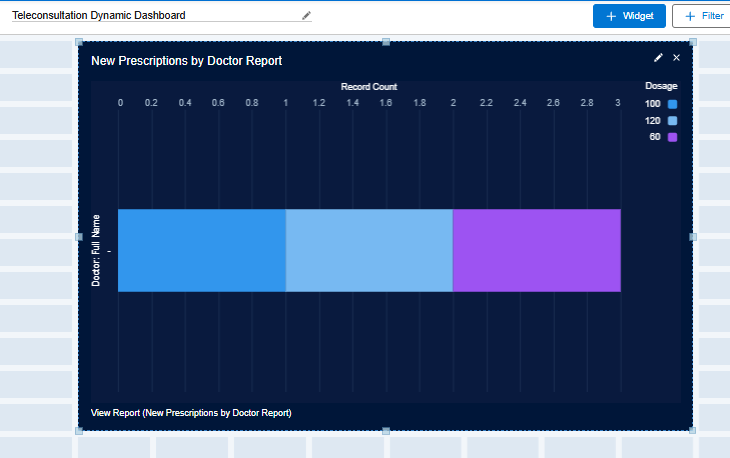 Teleconsultation Dynamic Dashboard
+ Widget
+ Filter
New Prescriptions by Doctor Report
Record Count
0 0.2 0.4 0.6 0.8 1 1.2 1.4 1.6 1.8 2 2.2 2.4 2.6 2.8 3
Dosage
100
120
60
Doctor: Full Name
-
View Report (New Prescriptions by Doctor Report)